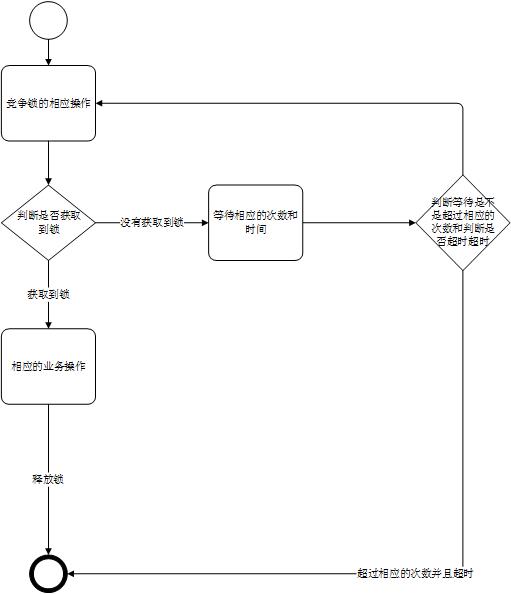 竞争锁的相应操作
判断是否获取
到锁
没有获取到锁
等待相应的次数和
时间
判断等待是不
是超过相应的
次数和判断是
否超时超时
获取到锁
相应的业务操作
释放锁
超过相应的次数并且超时